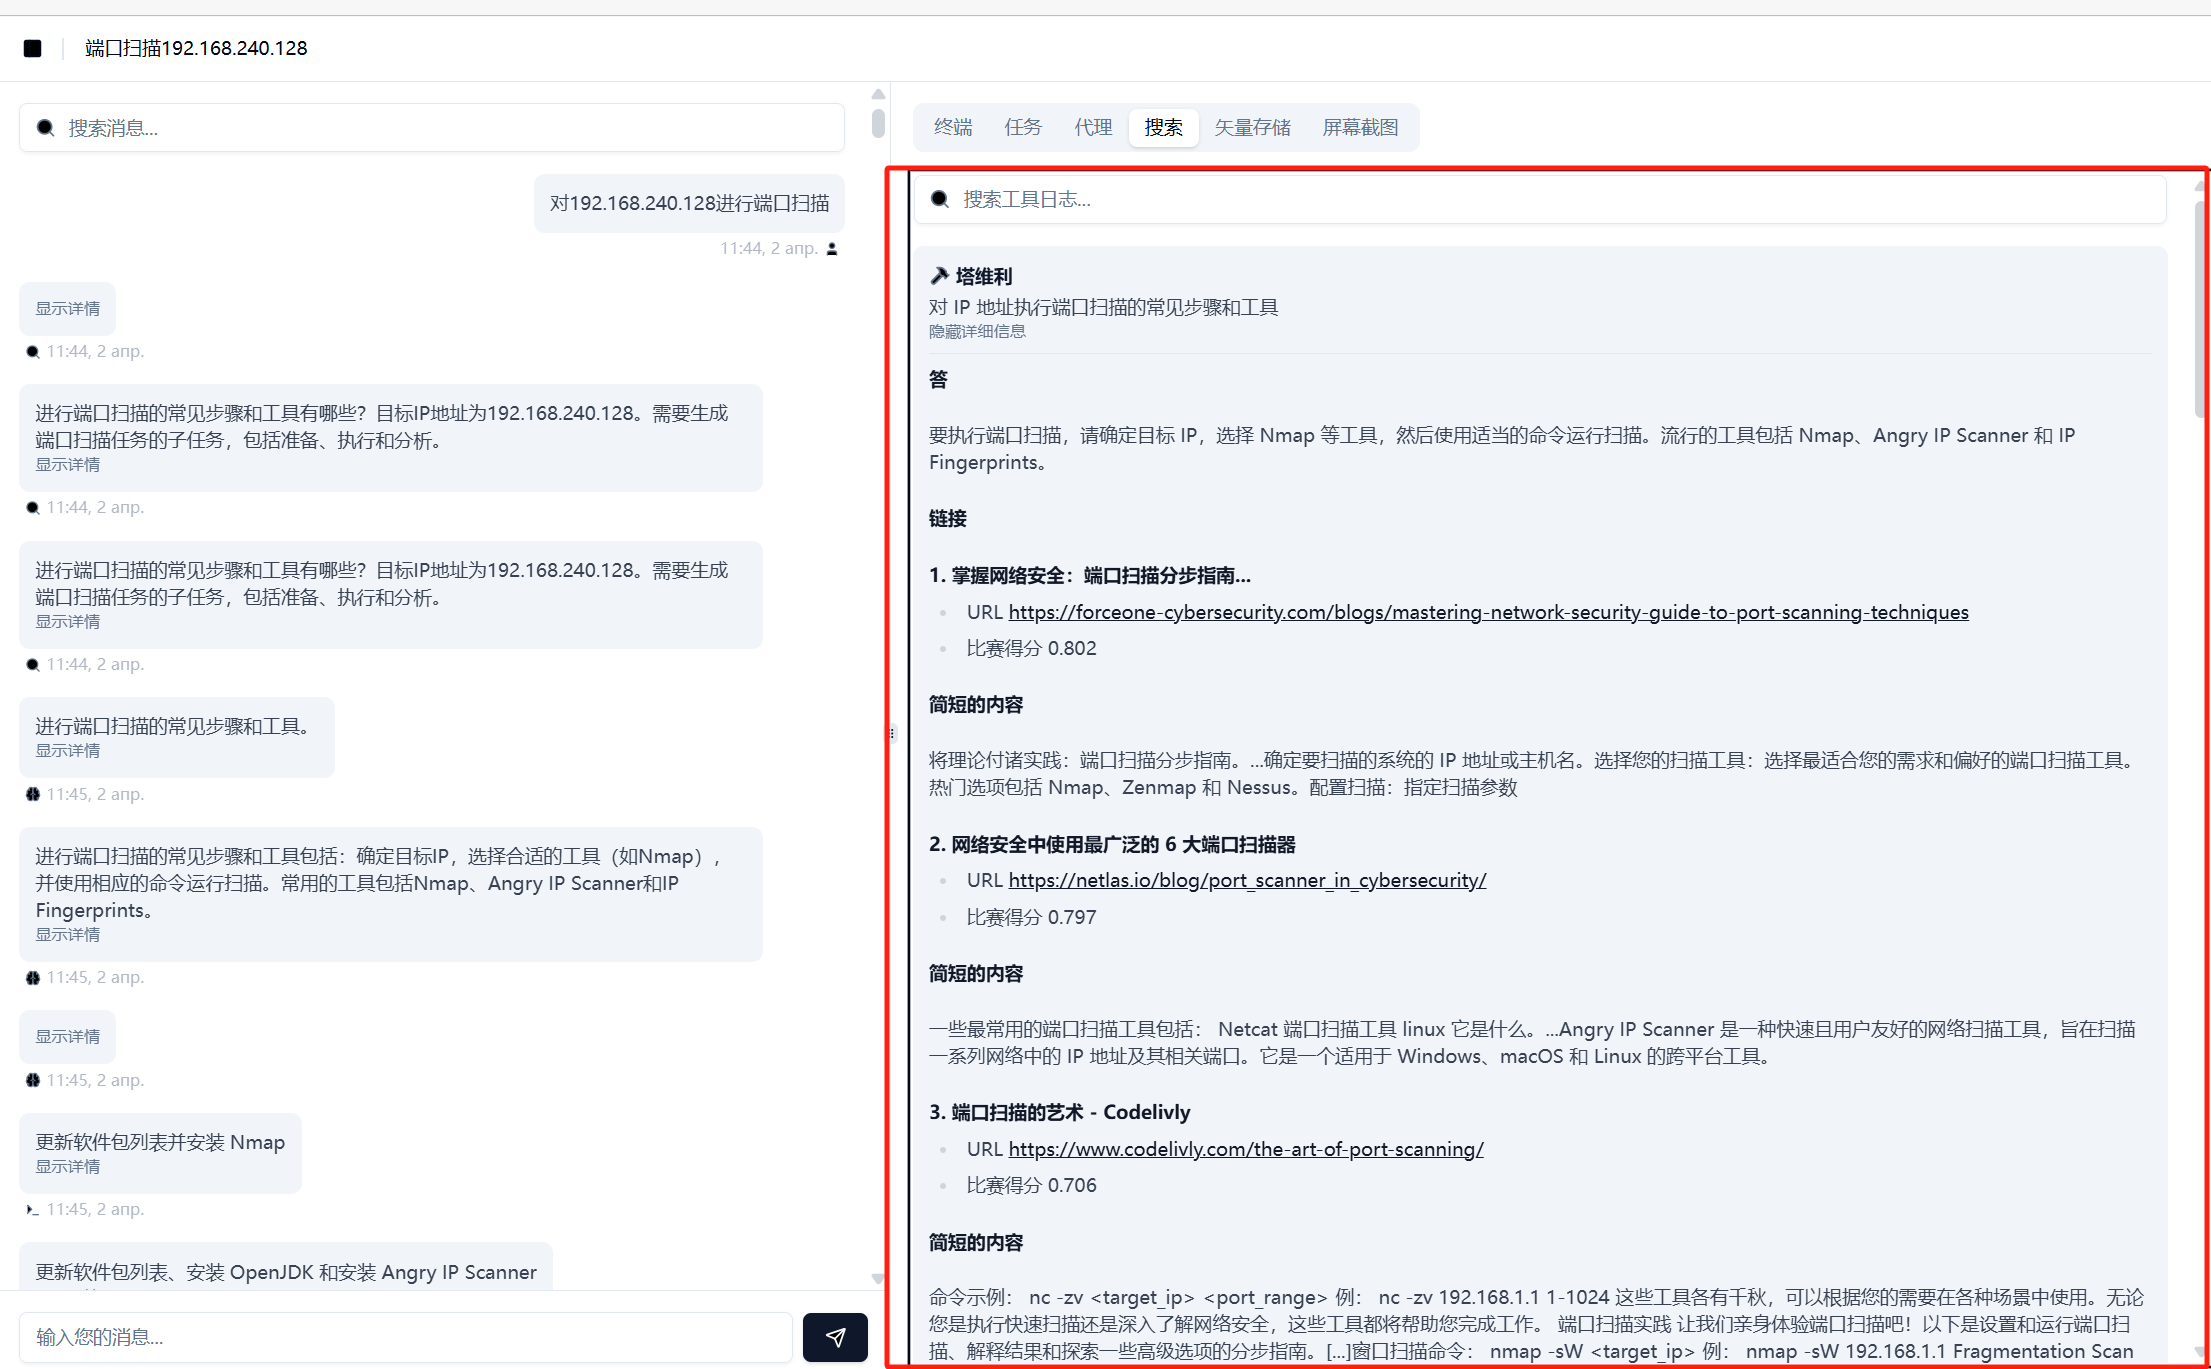 端口扫描192.168.240.128
搜索消息...
对192.168.240.128进行端口扫描
11:44, 2 апр.
显示详情
11:44, 2 апр.
进行端口扫描的常见步骤和工具有哪些？目标IP地址为192.168.240.128。需要生成
端口扫描任务的子任务，包括准备、执行和分析。
显示详情
11:44, 2 апр.
进行端口扫描的常见步骤和工具有哪些？目标IP地址为192.168.240.128。需要生成
端口扫描任务的子任务，包括准备、执行和分析。
显示详情
11:44, 2 апр.
进行端口扫描的常见步骤和工具。
显示详情
11:45, 2 апр.
进行端口扫描的常见步骤和工具包括：确定目标IP，选择合适的工具（如Nmap），
并使用相应的命令运行扫描。常用的工具包括Nmap、Angry IP Scanner和IP
Fingerprints。
显示详情
11:45, 2 апр.
显示详情
11:45, 2 апр.
更新软件包列表并安装 Nmap
显示详情
11:45, 2 апр.
更新软件包列表、安装 OpenJDK 和安装 Angry IP Scanner
输入您的消息...
终端 任务 代理 搜索 矢量存储 屏幕截图
搜索工具日志...
塔维利
对 IP 地址执行端口扫描的常见步骤和工具
隐藏详细信息
答
要执行端口扫描，请确定目标 IP，选择 Nmap 等工具，然后使用适当的命令运行扫描。流行的工具包括 Nmap、Angry IP Scanner 和 IP
Fingerprints。
链接
1. 掌握网络安全：端口扫描分步指南...
URL https://forceone-cybersecurity.com/blogs/mastering-network-security-guide-to-port-scanning-techniques
比赛得分 0.802
简短的内容
将理论付诸实践：端口扫描分步指南。...确定要扫描的系统的 IP 地址或主机名。选择您的扫描工具：选择最适合您的需求和偏好的端口扫描工具。
热门选项包括 Nmap、Zenmap 和 Nessus。配置扫描：指定扫描参数
2. 网络安全中使用最广泛的 6 大端口扫描器
URL https://netlas.io/blog/port_scanner_in_cybersecurity/
比赛得分 0.797
简短的内容
一些最常用的端口扫描工具包括： Netcat 端口扫描工具 linux 它是什么。...Angry IP Scanner 是一种快速且用户友好的网络扫描工具，旨在扫描
一系列网络中的 IP 地址及其相关端口。它是一个适用于 Windows、macOS 和 Linux 的跨平台工具。
3. 端口扫描的艺术 - Codelivly
URL https://www.codelivly.com/the-art-of-port-scanning/
比赛得分 0.706
简短的内容
命令示例： nc -zv <target_ip> <port_range> 例： nc -zv 192.168.1.1 1-1024 这些工具各有千秋，可以根据您的需要在各种场景中使用。无论
您是执行快速扫描还是深入了解网络安全，这些工具都将帮助您完成工作。 端口扫描实践 让我们亲身体验端口扫描吧！以下是设置和运行端口扫
描、解释结果和探索一些高级选项的分步指南。[...]窗口扫描命令： nmap -sW <target_ip> 例： nmap -sW 192.168.1.1 Fragmentation Scan